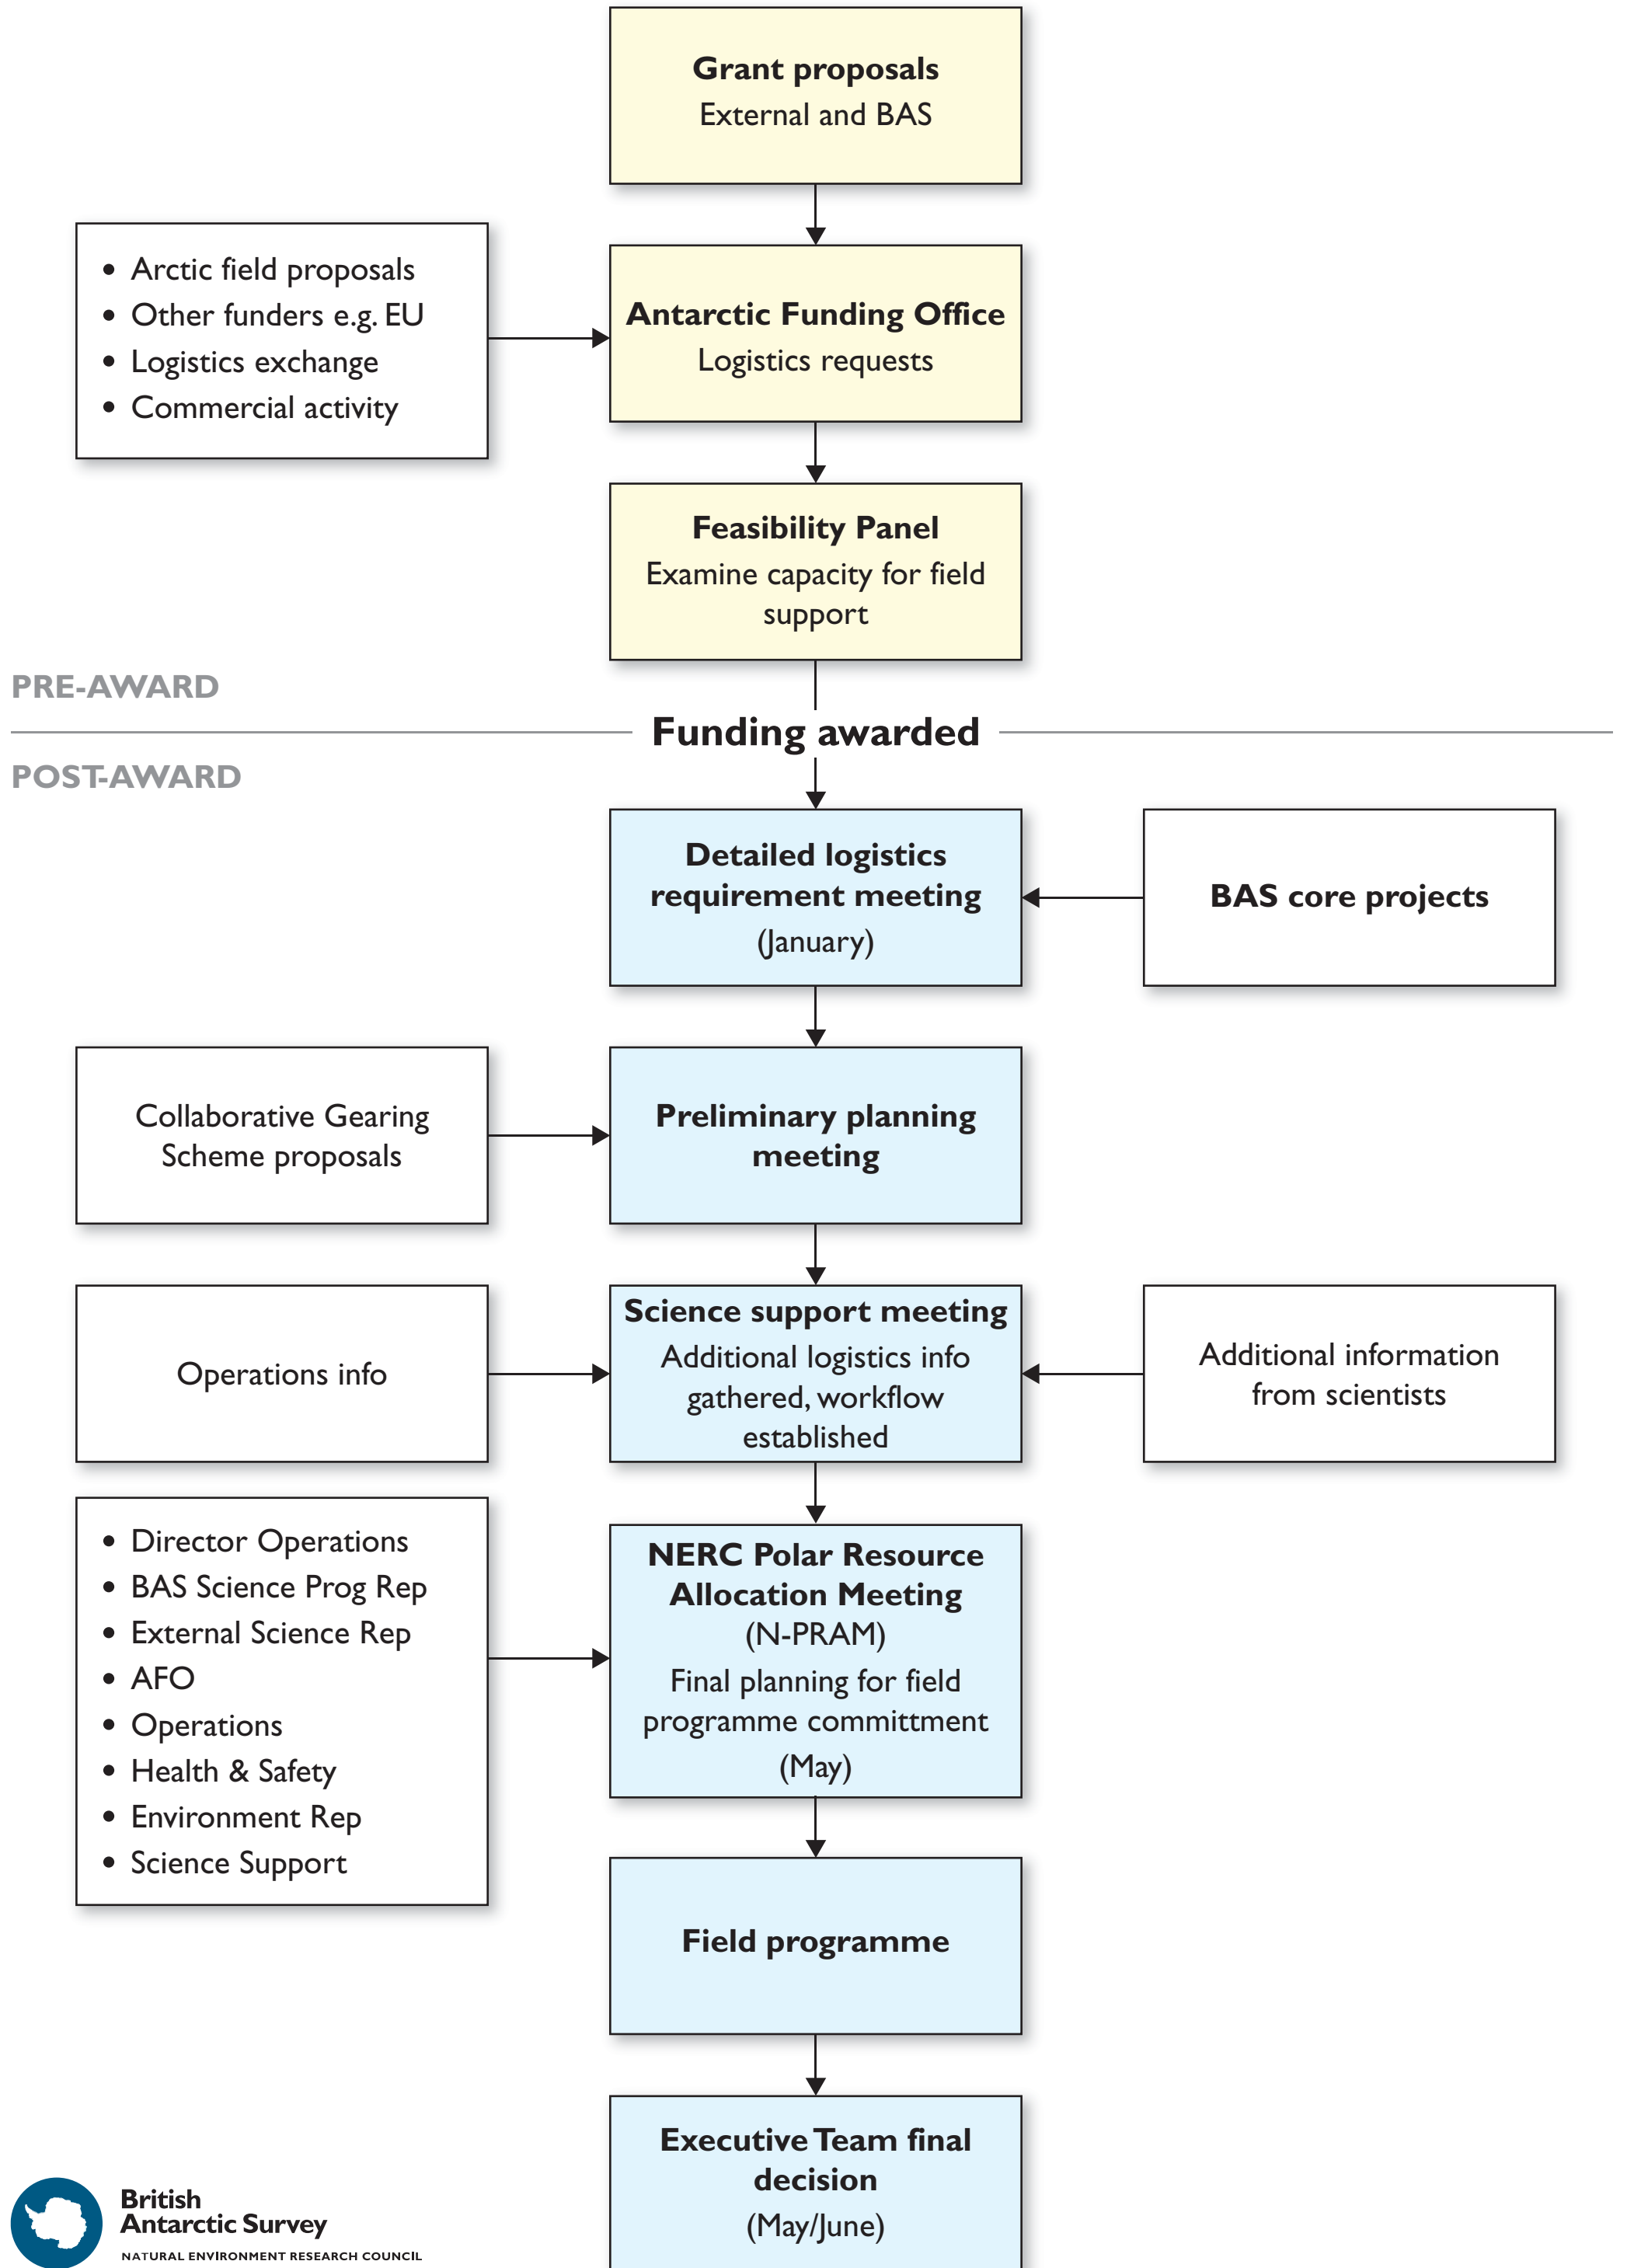 Grant proposals
External and BAS
• Arctic field proposals
• Other funders e.g. EU
• Logistics exchange
• Commercial activity
Antarctic Funding Office
Logistics requests
Feasibility Panel
Examine capacity for field
support
PRE-AWARD
Funding awarded
POST-AWARD
Detailed logistics
requirement meeting
(January)
BAS core projects
Collaborative Gearing
Scheme proposals
Preliminary planning
meeting
Operations info
Science support meeting
Additional logistics info
gathered, workflow
established
Additional information
from scientists
• Director Operations
• BAS Science Prog Rep
• External Science Rep
• AFO
• Operations
• Health & Safety
• Environment Rep
• Science Support
NERC Polar Resource
Allocation Meeting
(N-PRAM)
Final planning for field
programme committment
(May)
Field programme
Executive Team final
decision
(May/June)
British
Antarctic Survey
NATURAL ENVIRONMENT RESEARCH COUNCIL